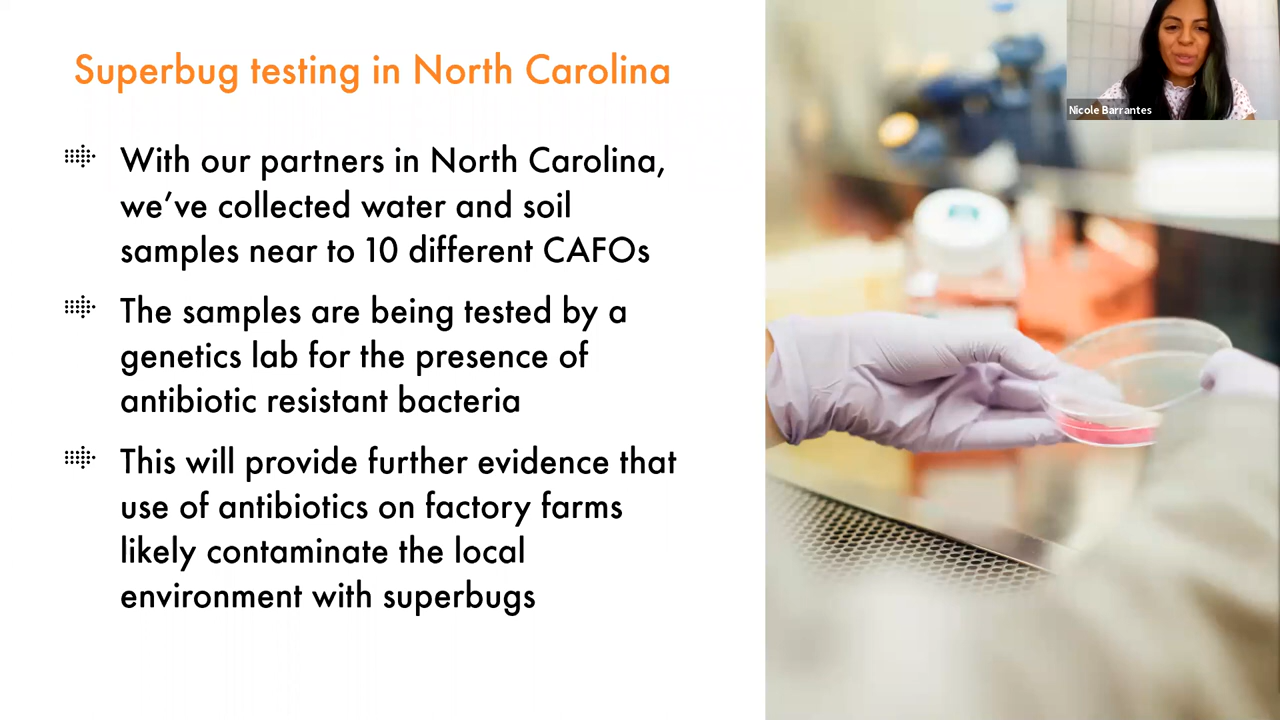 Superbug testing in North Carolina
With our partners in North Carolina,
we’ve collected water and soil
samples near to 10 different CAFOs
The samples are being tested by a
genetics lab for the presence of
antibiotic resistant bacteria
This will provide further evidence that
use of antibiotics on factory farms
likely contaminate the local
environment with superbugs
Nicole Barrantes